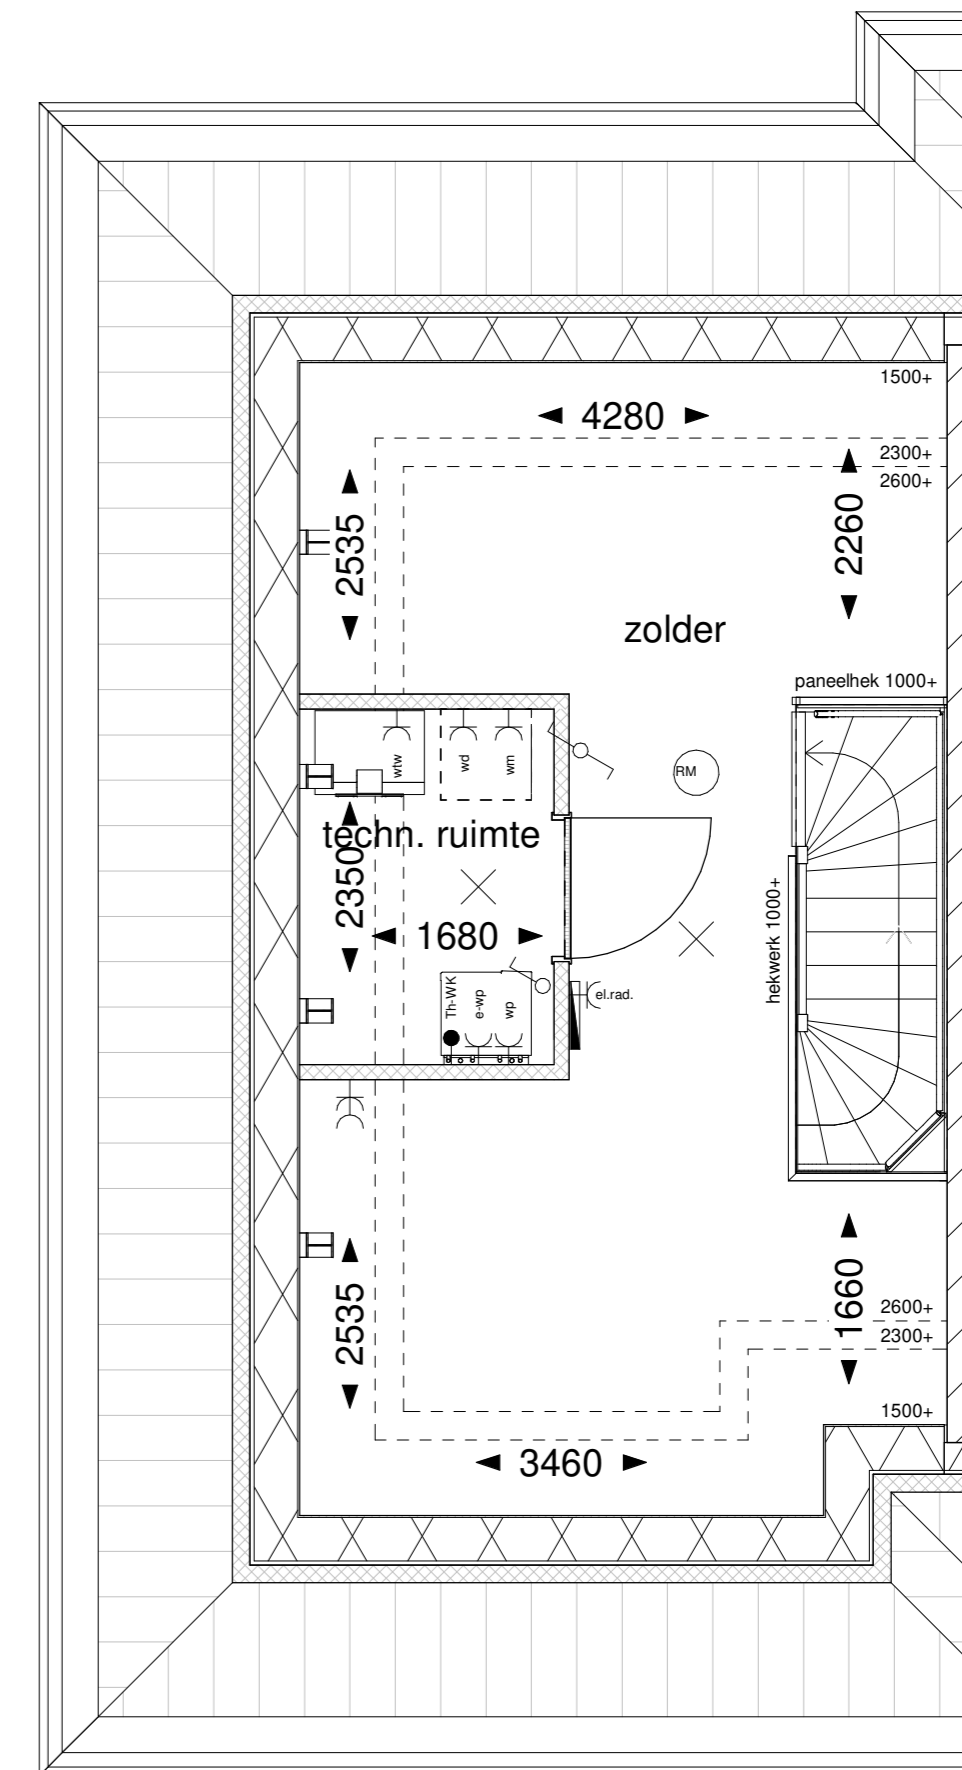 1500+
4280
2300+
2600+
2535
2260
zolder
paneelhek 1000+
wtw
wd
wm
RM
techn. ruimte
2350
1680
hekwerk 1000+
Th-WK
e-wp
wp
el.rad.
2535
1660
2600+
2300+
1500+
3460